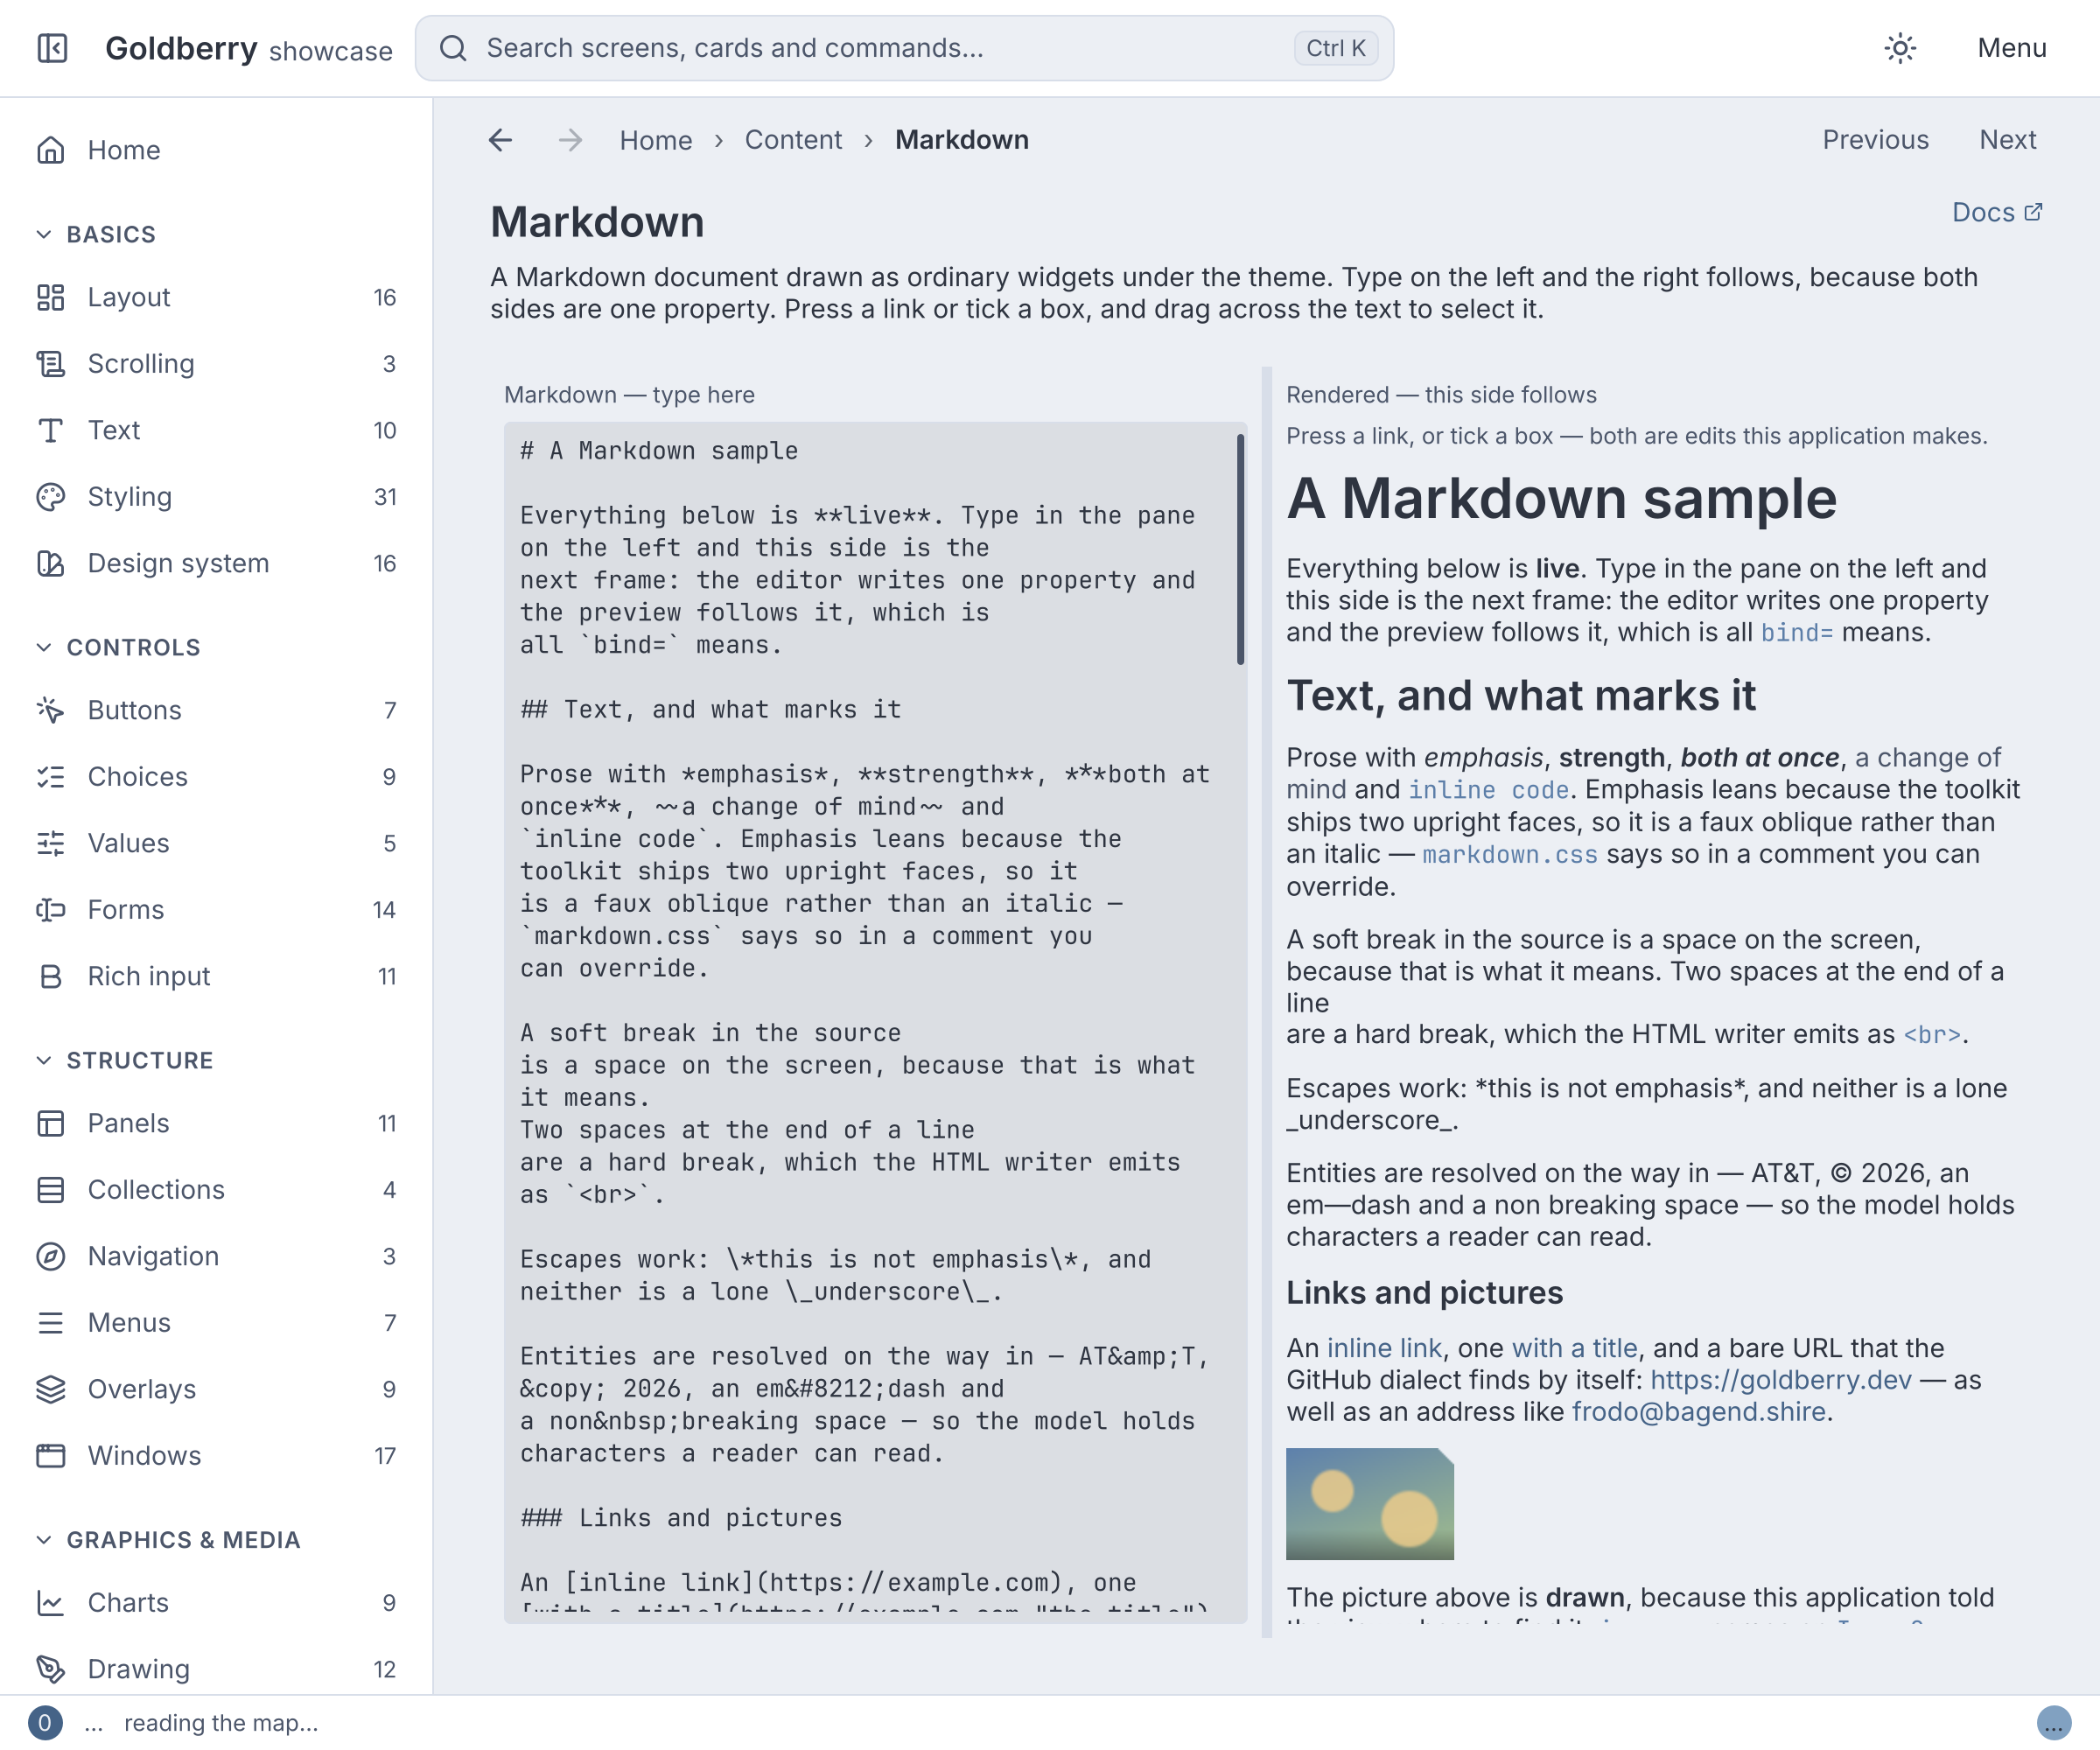 Goldberry showcase
Search screens, cards and commands...
Ctrl K
Menu
Home
BASICS
Layout 16
Scrolling 3
Text 10
Styling 31
Design system 16
CONTROLS
Buttons 7
Choices 9
Values 5
Forms 14
Rich input 11
STRUCTURE
Panels 11
Collections 4
Navigation 3
Menus 7
Overlays 9
Windows 17
GRAPHICS & MEDIA
Charts 9
Drawing 12
Home › Content › Markdown
Previous Next
Markdown
Docs
A Markdown document drawn as ordinary widgets under the theme. Type on the left and the right follows, because both
sides are one property. Press a link or tick a box, and drag across the text to select it.
Markdown — type here
# A Markdown sample
Everything below is **live**. Type in the pane
on the left and this side is the
next frame: the editor writes one property and
the preview follows it, which is
all `bind=` means.
## Text, and what marks it
Prose with *emphasis*, **strength**, ***both at
once***, ~~a change of mind~~ and
`inline code`. Emphasis leans because the
toolkit ships two upright faces, so it
is a faux oblique rather than an italic —
`markdown.css` says so in a comment you
can override.
A soft break in the source
is a space on the screen, because that is what
it means.
Two spaces at the end of a line
are a hard break, which the HTML writer emits
as `<br>`.
Escapes work: \*this is not emphasis\*, and
neither is a lone \_underscore\_.
Entities are resolved on the way in — AT&amp;T,
&copy; 2026, an em&#8212;dash and
a non&nbsp;breaking space — so the model holds
characters a reader can read.
### Links and pictures
An [inline link](https://example.com), one
[with a title](https://example.com "the title")
Rendered — this side follows
Press a link, or tick a box — both are edits this application makes.
A Markdown sample
Everything below is live. Type in the pane on the left and
this side is the next frame: the editor writes one property
and the preview follows it, which is all bind= means.
Text, and what marks it
Prose with emphasis, strength, both at once, a change of
mind and inline code. Emphasis leans because the toolkit
ships two upright faces, so it is a faux oblique rather than
an italic — markdown.css says so in a comment you can
override.
A soft break in the source is a space on the screen,
because that is what it means. Two spaces at the end of a
line
are a hard break, which the HTML writer emits as <br>.
Escapes work: *this is not emphasis*, and neither is a lone
_underscore_.
Entities are resolved on the way in — AT&T, © 2026, an
em—dash and a non breaking space — so the model holds
characters a reader can read.
Links and pictures
An inline link, one with a title, and a bare URL that the
GitHub dialect finds by itself: https://goldberry.dev — as
well as an address like frodo@bagend.shire.
The picture above is drawn, because this application told
0 ... reading the map...
...